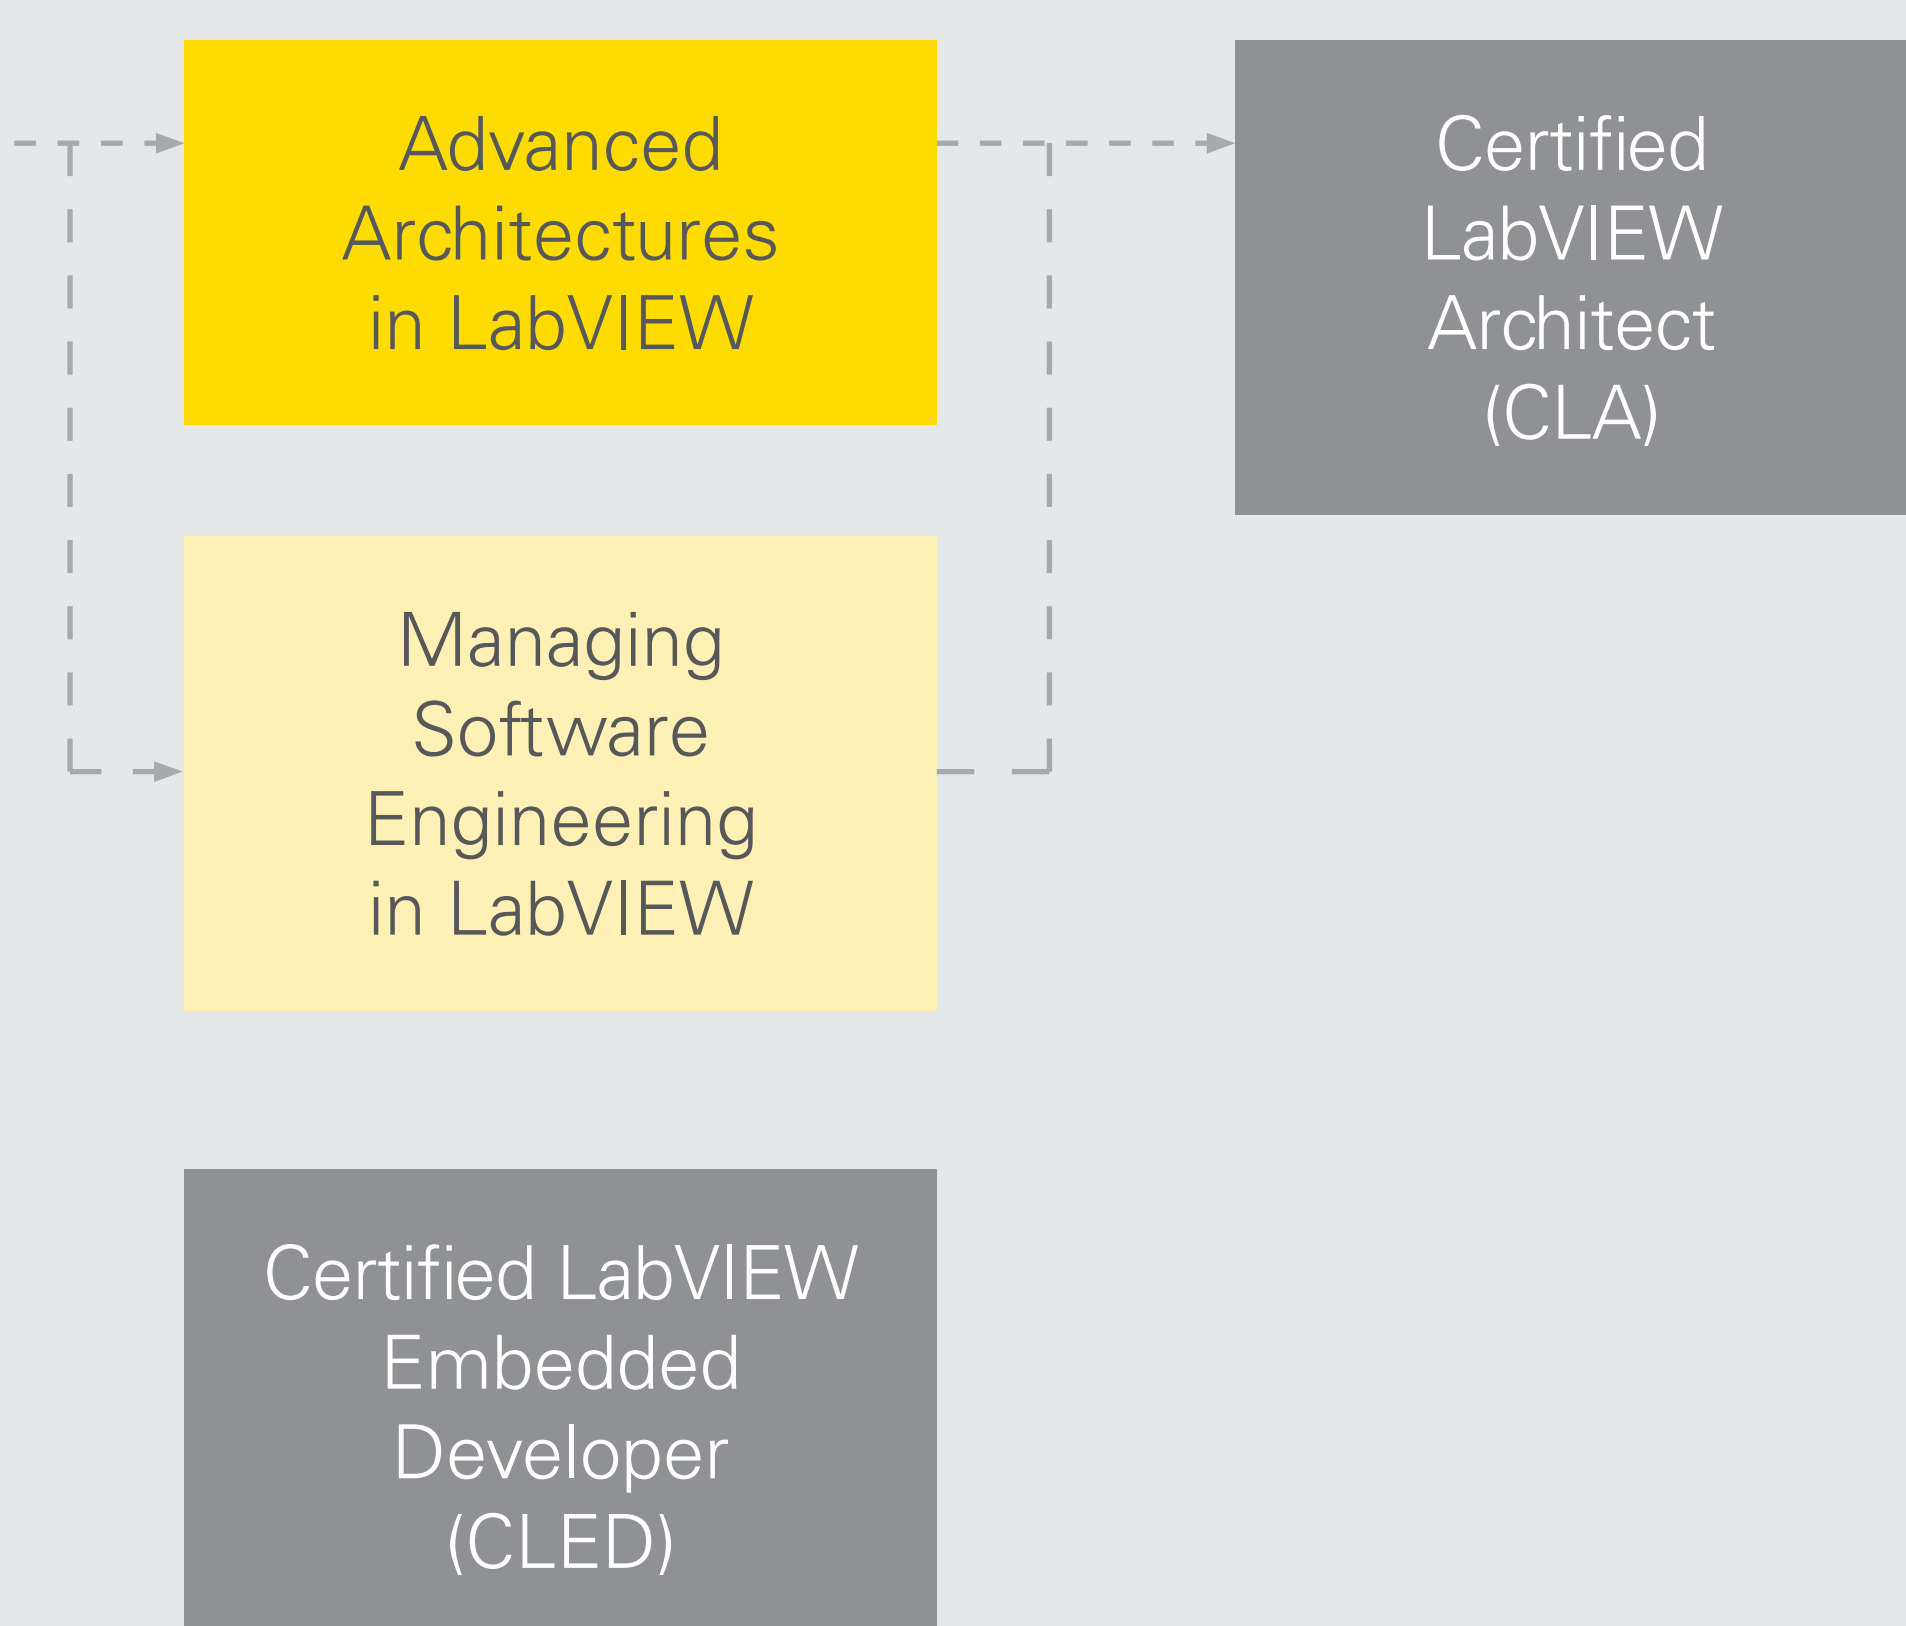 Advanced
Architectures
in LabVIEW
Certified
LabVIEW
Architect
(CLA)
Managing
Software
Engineering
in LabVIEW
Certified LabVIEW
Embedded
Developer
(CLED)